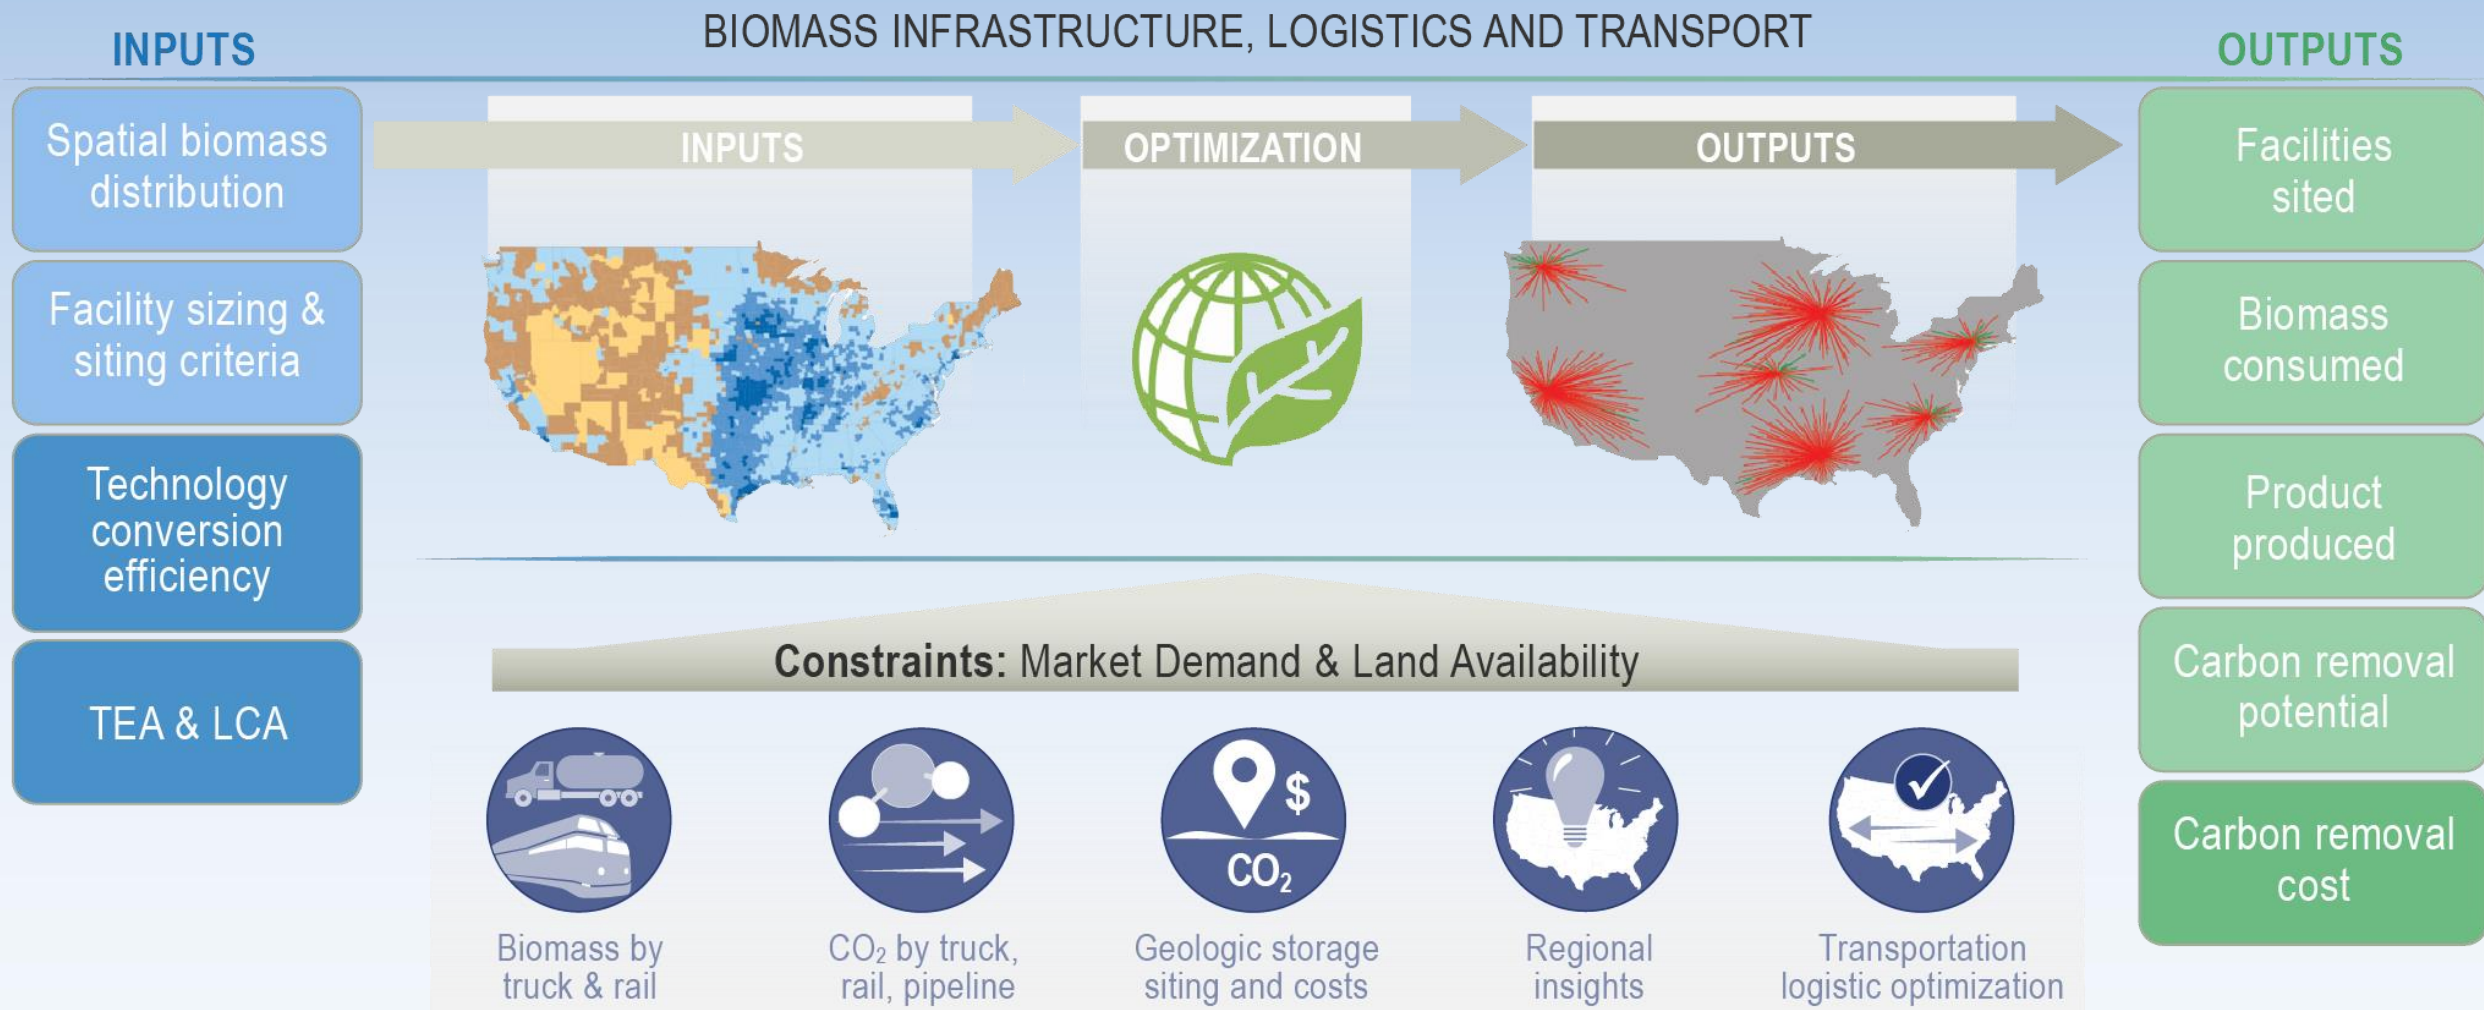 BIOMASS INFRASTRUCTURE, LOGISTICS AND TRANSPORT
INPUTS
Spatial biomass
distribution
Facility sizing &
siting criteria
Technology
conversion
efficiency
TEA & LCA
INPUTS
OPTIMIZATION
OUTPUTS
Constraints: Market Demand & Land Availability
$
CO₂
Biomass by
truck & rail
CO₂ by truck,
rail, pipeline
Geologic storage
siting and costs
Regional
insights
Transportation
logistic optimization
OUTPUTS
Facilities
sited
Biomass
consumed
Product
produced
Carbon removal
potential
Carbon removal
cost